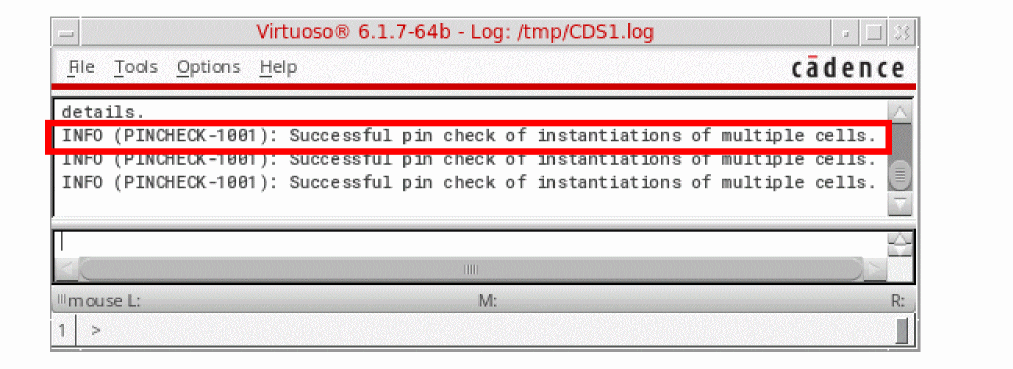 Virtuoso® 6.1.7-64b - Log: /tmp/CDS1.log
File Tools Options Help cādence
details.
INFO (PINCHECK-1001): Successful pin check of instantiations of multiple cells.
INFO (PINCHECK-1001): Successful pin check of instantiations of multiple cells.
INFO (PINCHECK-1001): Successful pin check of instantiations of multiple cells.
mouse L: M: R:
1 >